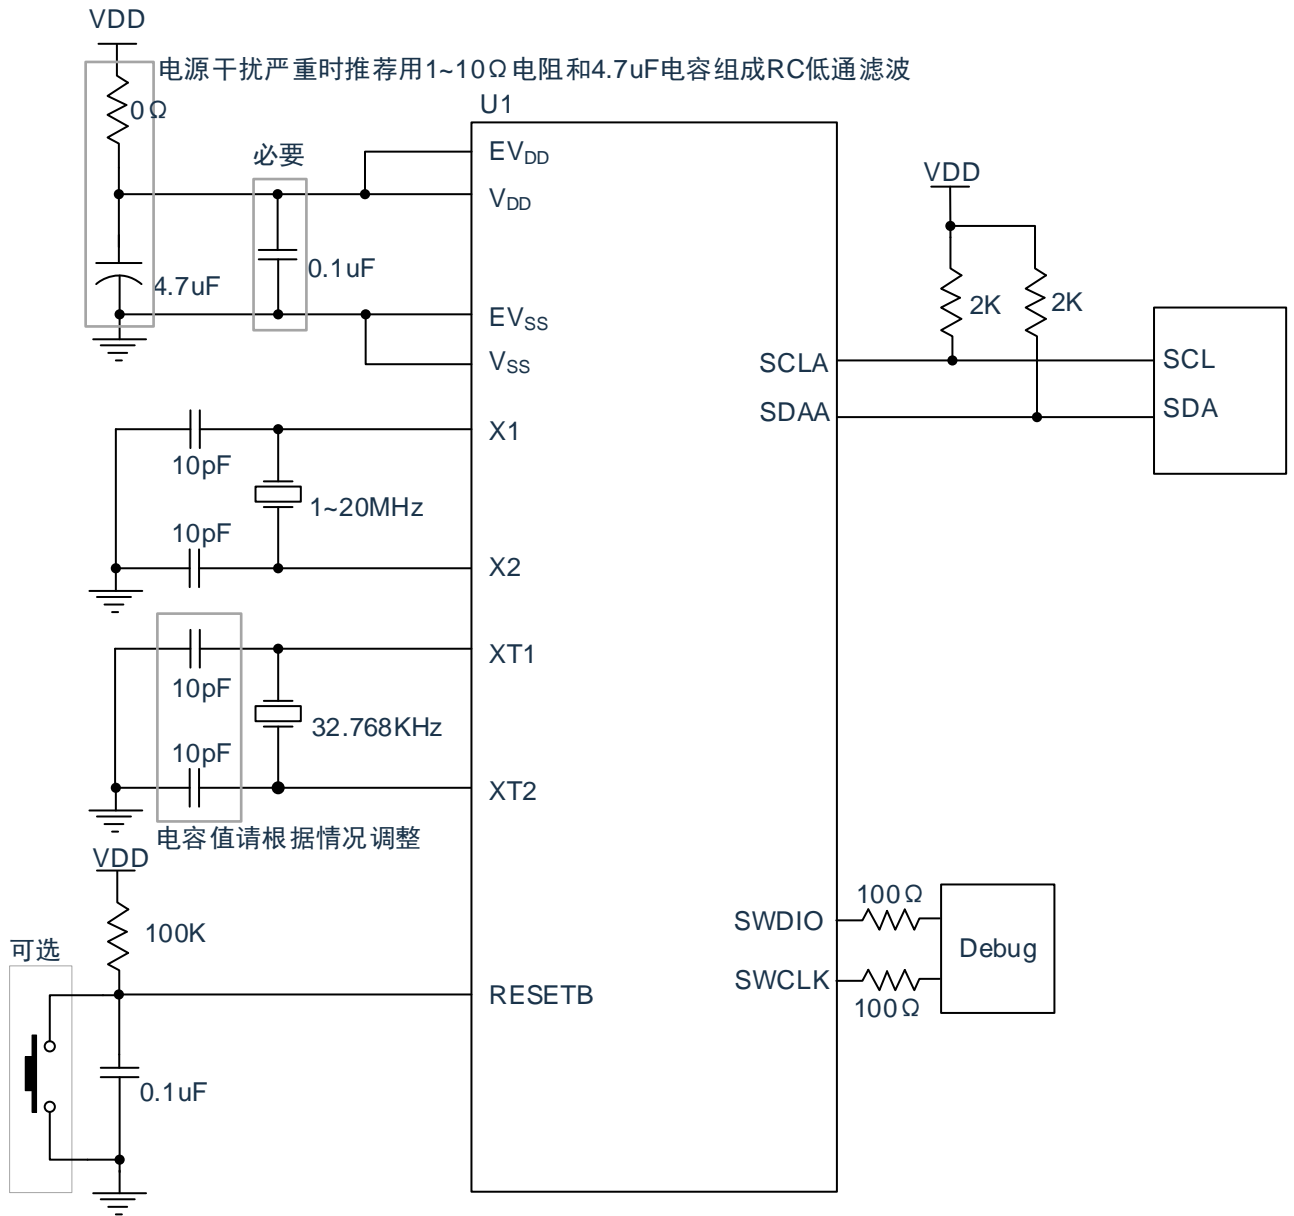 VDD
电源干扰严重时推荐用1~10Ω电阻和4.7uF电容组成RC低通滤波
0Ω
U1
必要
EVDD
VDD
0.1uF
4.7uF
EVSS
VSS
VDD
2K
2K
SCLA
SCL
SDAA
SDA
X1
10pF
1~20MHz
10pF
X2
XT1
10pF
32.768KHz
10pF
XT2
电容值请根据情况调整
VDD
100K
可选
RESETB
0.1uF
100Ω
SWDIO
Debug
SWCLK
100Ω